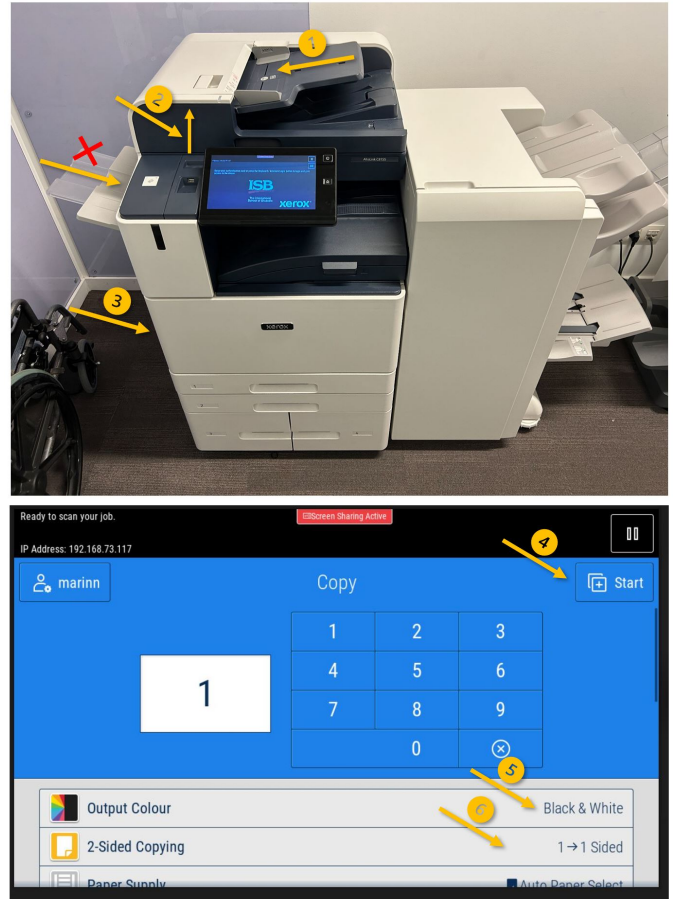 1
2
3
ISB
xerox
xerox
Ready to scan your job.
Screen Sharing Active
IP Address: 192.168.73.117
4
marinn
Copy
Start
1 2 3
1
4 5 6
7 8 9
0
5
Output Colour
Black & White
6
2-Sided Copying
1→1 Sided
Paper Supply
Auto Paper Select